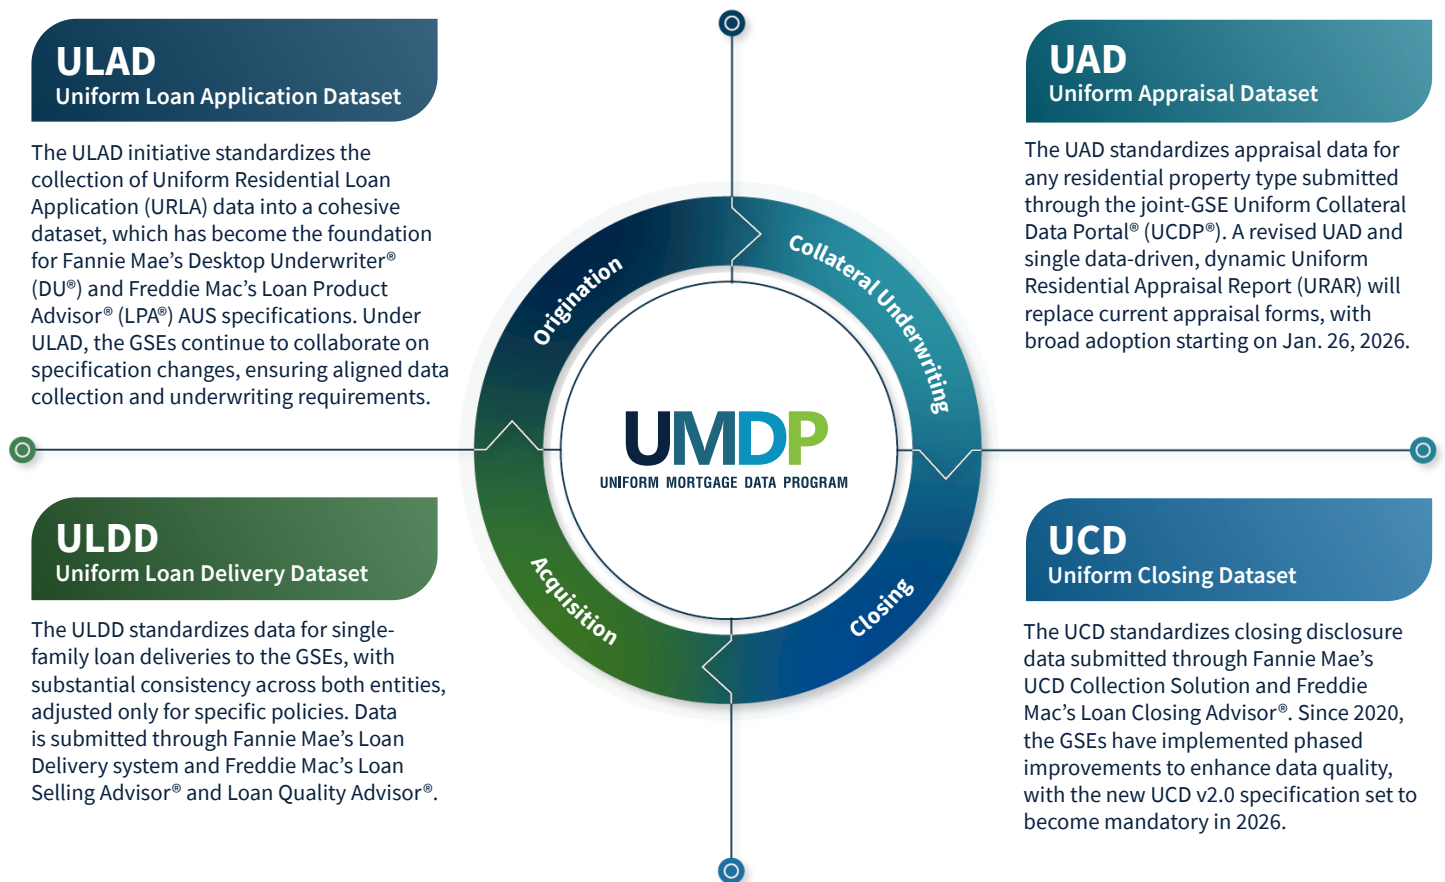 ULAD
Uniform Loan Application Dataset
The ULAD initiative standardizes the
collection of Uniform Residential Loan
Application (URLA) data into a cohesive
dataset, which has become the foundation
for Fannie Mae’s Desktop Underwriter®
(DU®) and Freddie Mac’s Loan Product
Advisor® (LPA®) AUS specifications. Under
ULAD, the GSEs continue to collaborate on
specification changes, ensuring aligned data
collection and underwriting requirements.
UAD
Uniform Appraisal Dataset
The UAD standardizes appraisal data for
any residential property type submitted
through the joint-GSE Uniform Collateral
Data Portal® (UCDP®). A revised UAD and
single data-driven, dynamic Uniform
Residential Appraisal Report (URAR) will
replace current appraisal forms, with
broad adoption starting on Jan. 26, 2026.
Origination
Collateral Underwriting
UMDP
UNIFORM MORTGAGE DATA PROGRAM
Acquisition
Closing
ULDD
Uniform Loan Delivery Dataset
The ULDD standardizes data for single-
family loan deliveries to the GSEs, with
substantial consistency across both entities,
adjusted only for specific policies. Data
is submitted through Fannie Mae’s Loan
Delivery system and Freddie Mac’s Loan
Selling Advisor® and Loan Quality Advisor®.
UCD
Uniform Closing Dataset
The UCD standardizes closing disclosure
data submitted through Fannie Mae’s
UCD Collection Solution and Freddie
Mac’s Loan Closing Advisor®. Since 2020,
the GSEs have implemented phased
improvements to enhance data quality,
with the new UCD v2.0 specification set to
become mandatory in 2026.